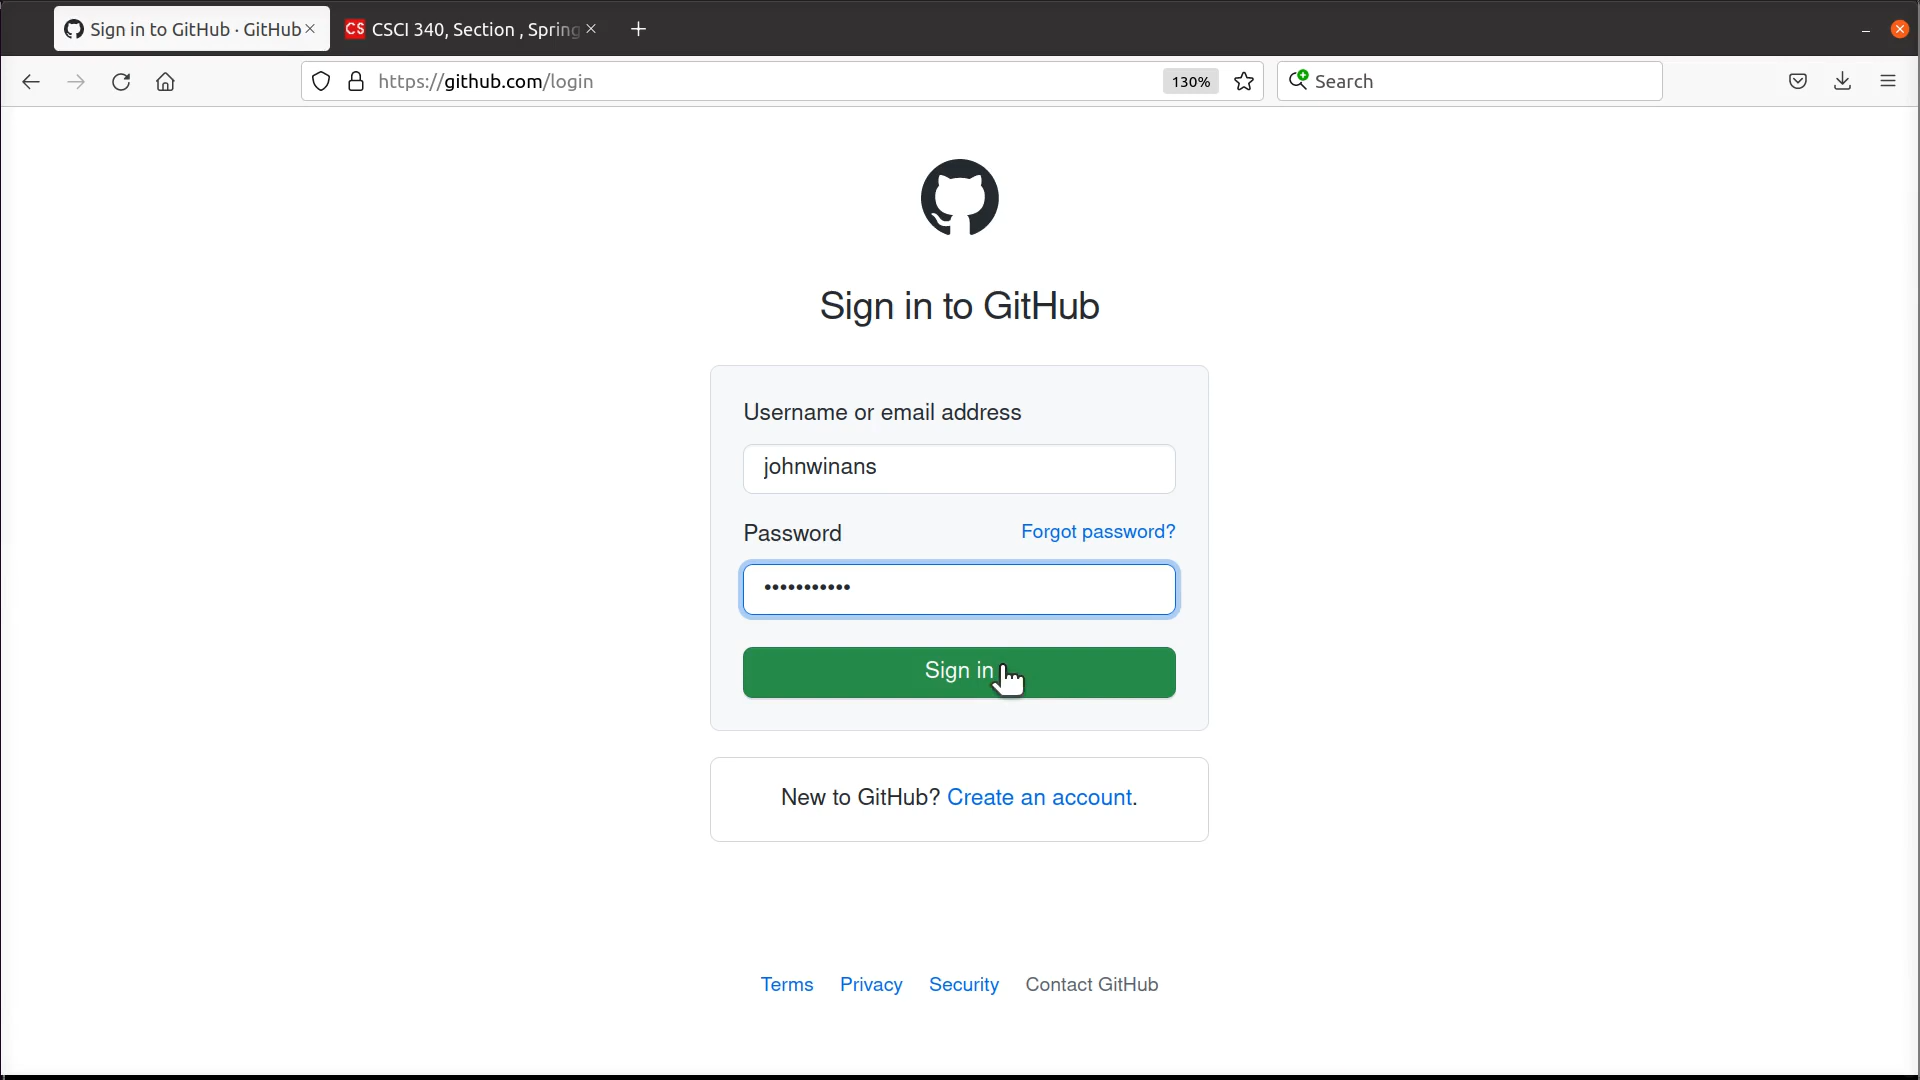 Sign in to GitHub · GitHub
CS CSCI 340, Section , Spring
https://github.com/login
130%
Search
Sign in to GitHub
Username or email address
johnwinans
Password
Forgot password?
•••••••••••
Sign in
New to GitHub? Create an account.
Terms Privacy Security Contact GitHub